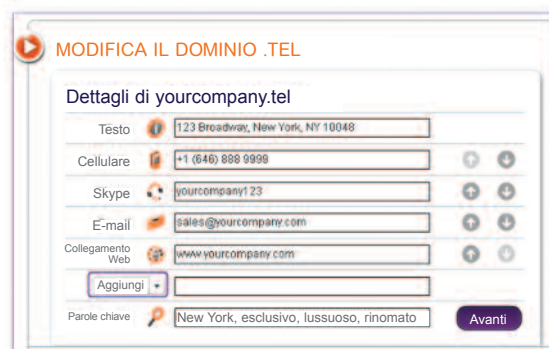 MODIFICA IL DOMINIO .TEL
Dettagli di yourcompany.tel
Testo 123 Broadway, New York, NY 10048
Cellulare +1 (646) 888 9999
Skype yourcompany123
E-mail sales@yourcompany.com
Collegamento
Web www.yourcompany.com
Aggiungi
Parole chiave New York, esclusivo, lussuoso, rinomato Avanti